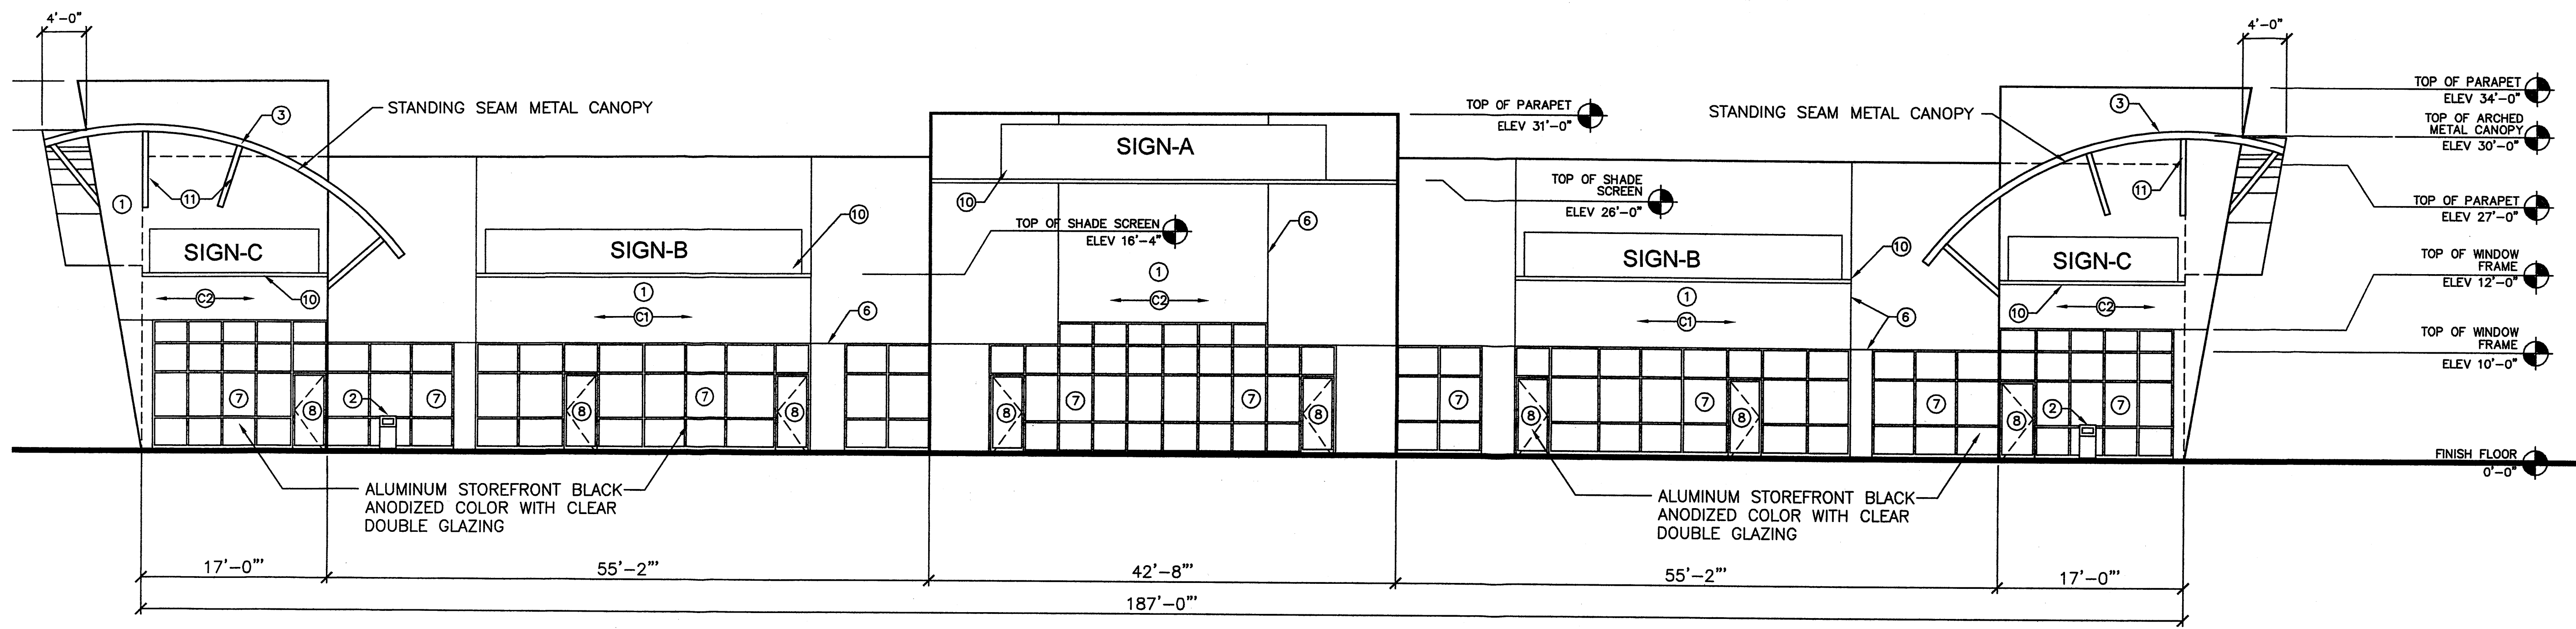 4'-0"
4'-0"
STANDING SEAM METAL CANOPY
3
TOP OF PARAPET
ELEV 31'-0"
STANDING SEAM METAL CANOPY
3
TOP OF PARAPET
ELEV 34'-0"
TOP OF ARCHED
METAL CANOPY
ELEV 30'-0"
SIGN-A
1
11
10
10
TOP OF SHADE
SCREEN
ELEV 26'-0"
11
TOP OF PARAPET
ELEV 27'-0"
SIGN-C
SIGN-B
TOP OF SHADE SCREEN
ELEV 16'-4"
6
SIGN-B
10
SIGN-C
TOP OF WINDOW
FRAME
ELEV 12'-0"
10
C2
1
C1
6
1
C2
1
C1
6
10
C2
TOP OF WINDOW
FRAME
ELEV 10'-0"
7
8
2
7
8
7
8
8
7
7
8
7
8
7
8
7
8
2
7
FINISH FLOOR
0'-0"
ALUMINUM STOREFRONT BLACK
ANODIZED COLOR WITH CLEAR
DOUBLE GLAZING
ALUMINUM STOREFRONT BLACK
ANODIZED COLOR WITH CLEAR
DOUBLE GLAZING
17'-0"'
55'-2"'
42'-8"'
55'-2"'
17'-0"'
187'-0"'